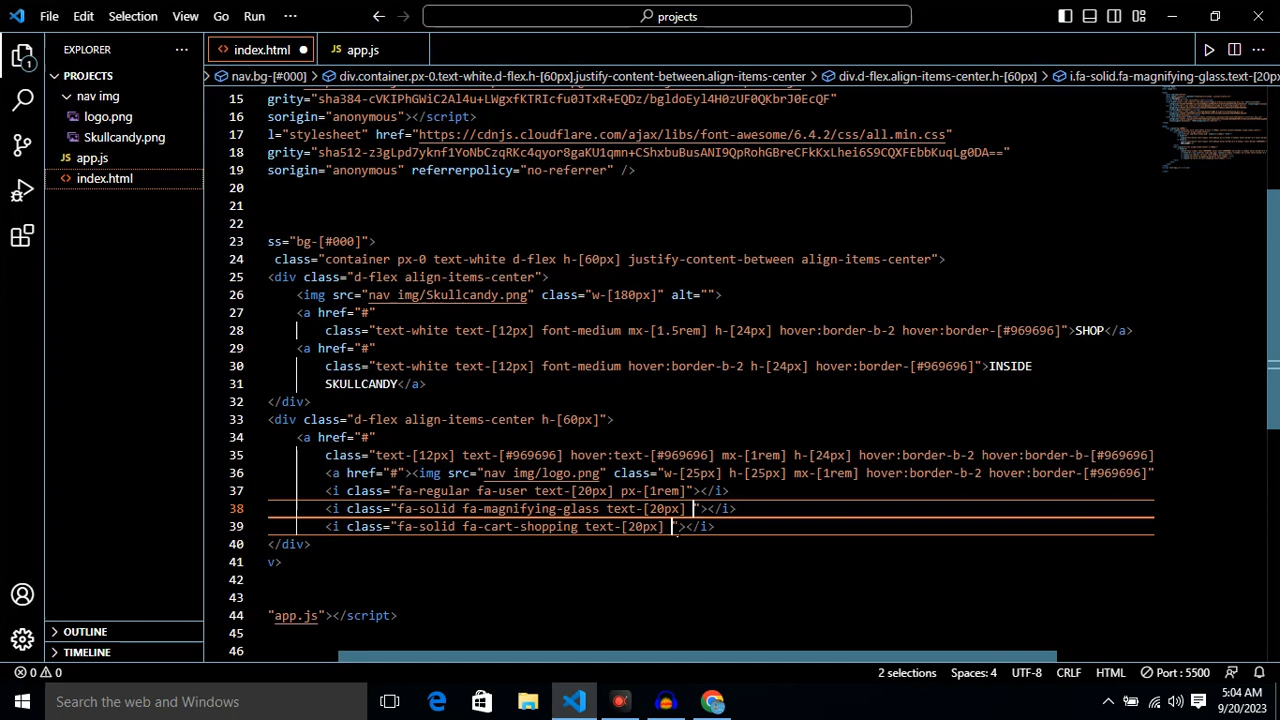 File Edit Selection View Go Run ··· projects
EXPLORER ···
index.html
JS app.js
PROJECTS
nav img
logo.png
Skullcandy.png
JS app.js
index.html
nav.bg-[#000] > div.container.px-0.text-white.d-flex.h-[60px].justify-content-between.align-items-center > div.d-flex.align-items-center.h-[60px] > i.fa-solid.fa-magnifying-glass.text-[20px]
15 grity="sha384-cVKIPhGWiC2Al4u+LWgxfKTRIcfu0JTxR+EQDz/bgldoEyl4H0zUF0QKbrJ0EcQF"
16 sorigin="anonymous"></script>
17 l="stylesheet" href="https://cdnjs.cloudflare.com/ajax/libs/font-awesome/6.4.2/css/all.min.css"
18 grity="sha512-z3gLpd7yknf1YoNbCzqRKc4qyor8gaKU1qmn+CShxbuBusANI9QpRohGBreCFkKxLhei6S9CQXFEbbKuqLg0DA=="
19 sorigin="anonymous" referrerpolicy="no-referrer" />
20
21
22
23 ss="bg-[#000]">
24 class="container px-0 text-white d-flex h-[60px] justify-content-between align-items-center">
25 <div class="d-flex align-items-center">
26 <img src="nav img/Skullcandy.png" class="w-[180px]" alt="">
27 <a href="#"
28 class="text-white text-[12px] font-medium mx-[1.5rem] h-[24px] hover:border-b-2 hover:border-[#969696]">SHOP</a>
29 <a href="#"
30 class="text-white text-[12px] font-medium hover:border-b-2 h-[24px] hover:border-[#969696]">INSIDE
31 SKULLCANDY</a>
32 </div>
33 <div class="d-flex align-items-center h-[60px]">
34 <a href="#"
35 class="text-[12px] text-[#969696] hover:text-[#969696] mx-[1rem] h-[24px] hover:border-b-2 hover:border-[#969696]
36 <a href="#"><img src="nav img/logo.png" class="w-[25px] h-[25px] mx-[1rem] hover:border-b-2 hover:border-[#969696]"
37 <i class="fa-regular fa-user text-[20px] px-[1rem]"></i>
38 <i class="fa-solid fa-magnifying-glass text-[20px] "></i>
39 <i class="fa-solid fa-cart-shopping text-[20px] "></i>
40 </div>
41 v>
42
43
44 "app.js"></script>
45
46
OUTLINE
TIMELINE
0 0 2 selections Spaces: 4 UTF-8 CRLF HTML Port : 5500
Type here to search
5:04 AM
9/20/2023